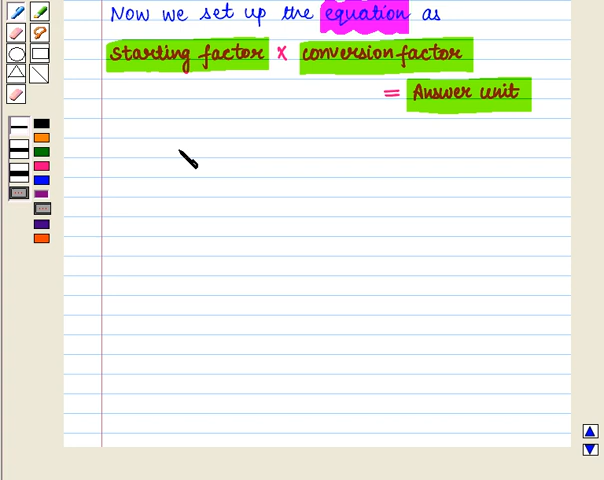 Now we set up the equation as
starting factor × conversion factor
= Answer unit